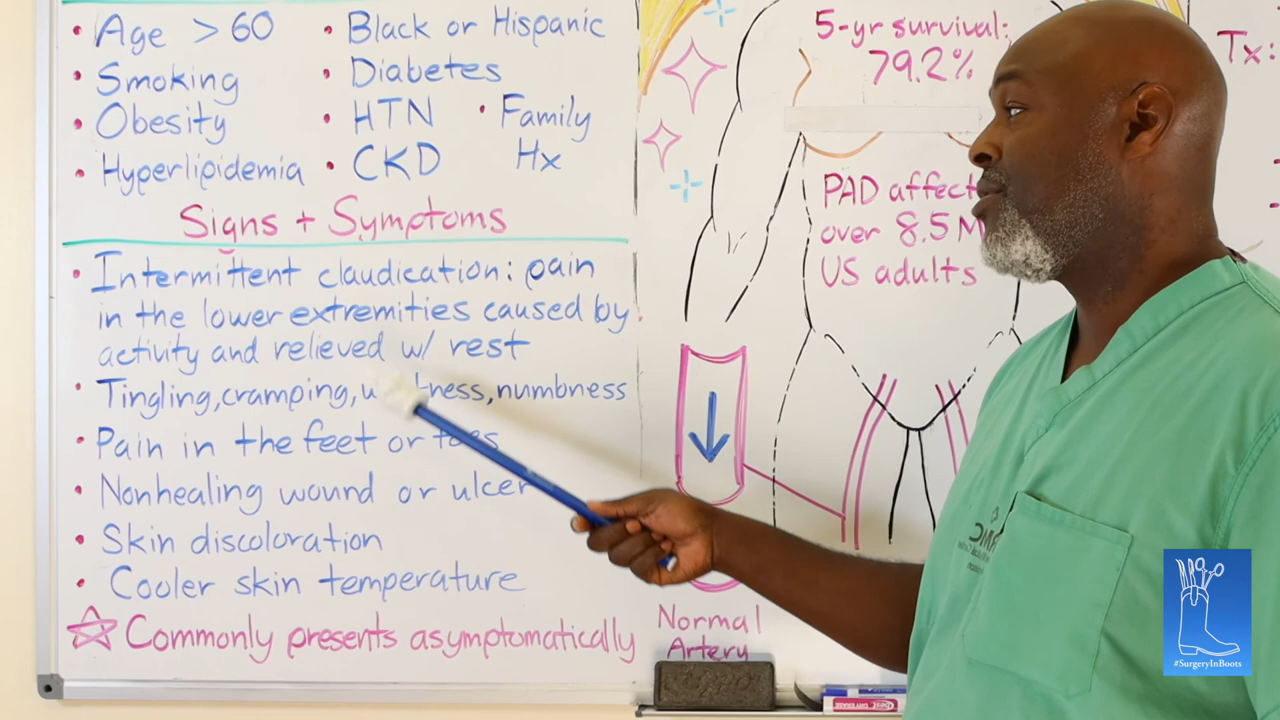 • Age > 60
• Smoking
• Obesity
• Hyperlipidemia
• Black or Hispanic
• Diabetes
• HTN
• CKD
• Family
Hx
Signs + Symptoms
• Intermittent claudication: pain
in the lower extremities caused by
activity and relieved w/ rest
• Tingling, cramping, numbness
• Pain in the feet or toes
• Nonhealing wound or ulcer
• Skin discoloration
• Cooler skin temperature
☆ Commonly presents asymptomatically
5-yr survival:
79.2%
PAD
over 8.5 M
US adults
Normal
Artery
Tx:
#SurgeryInBoots